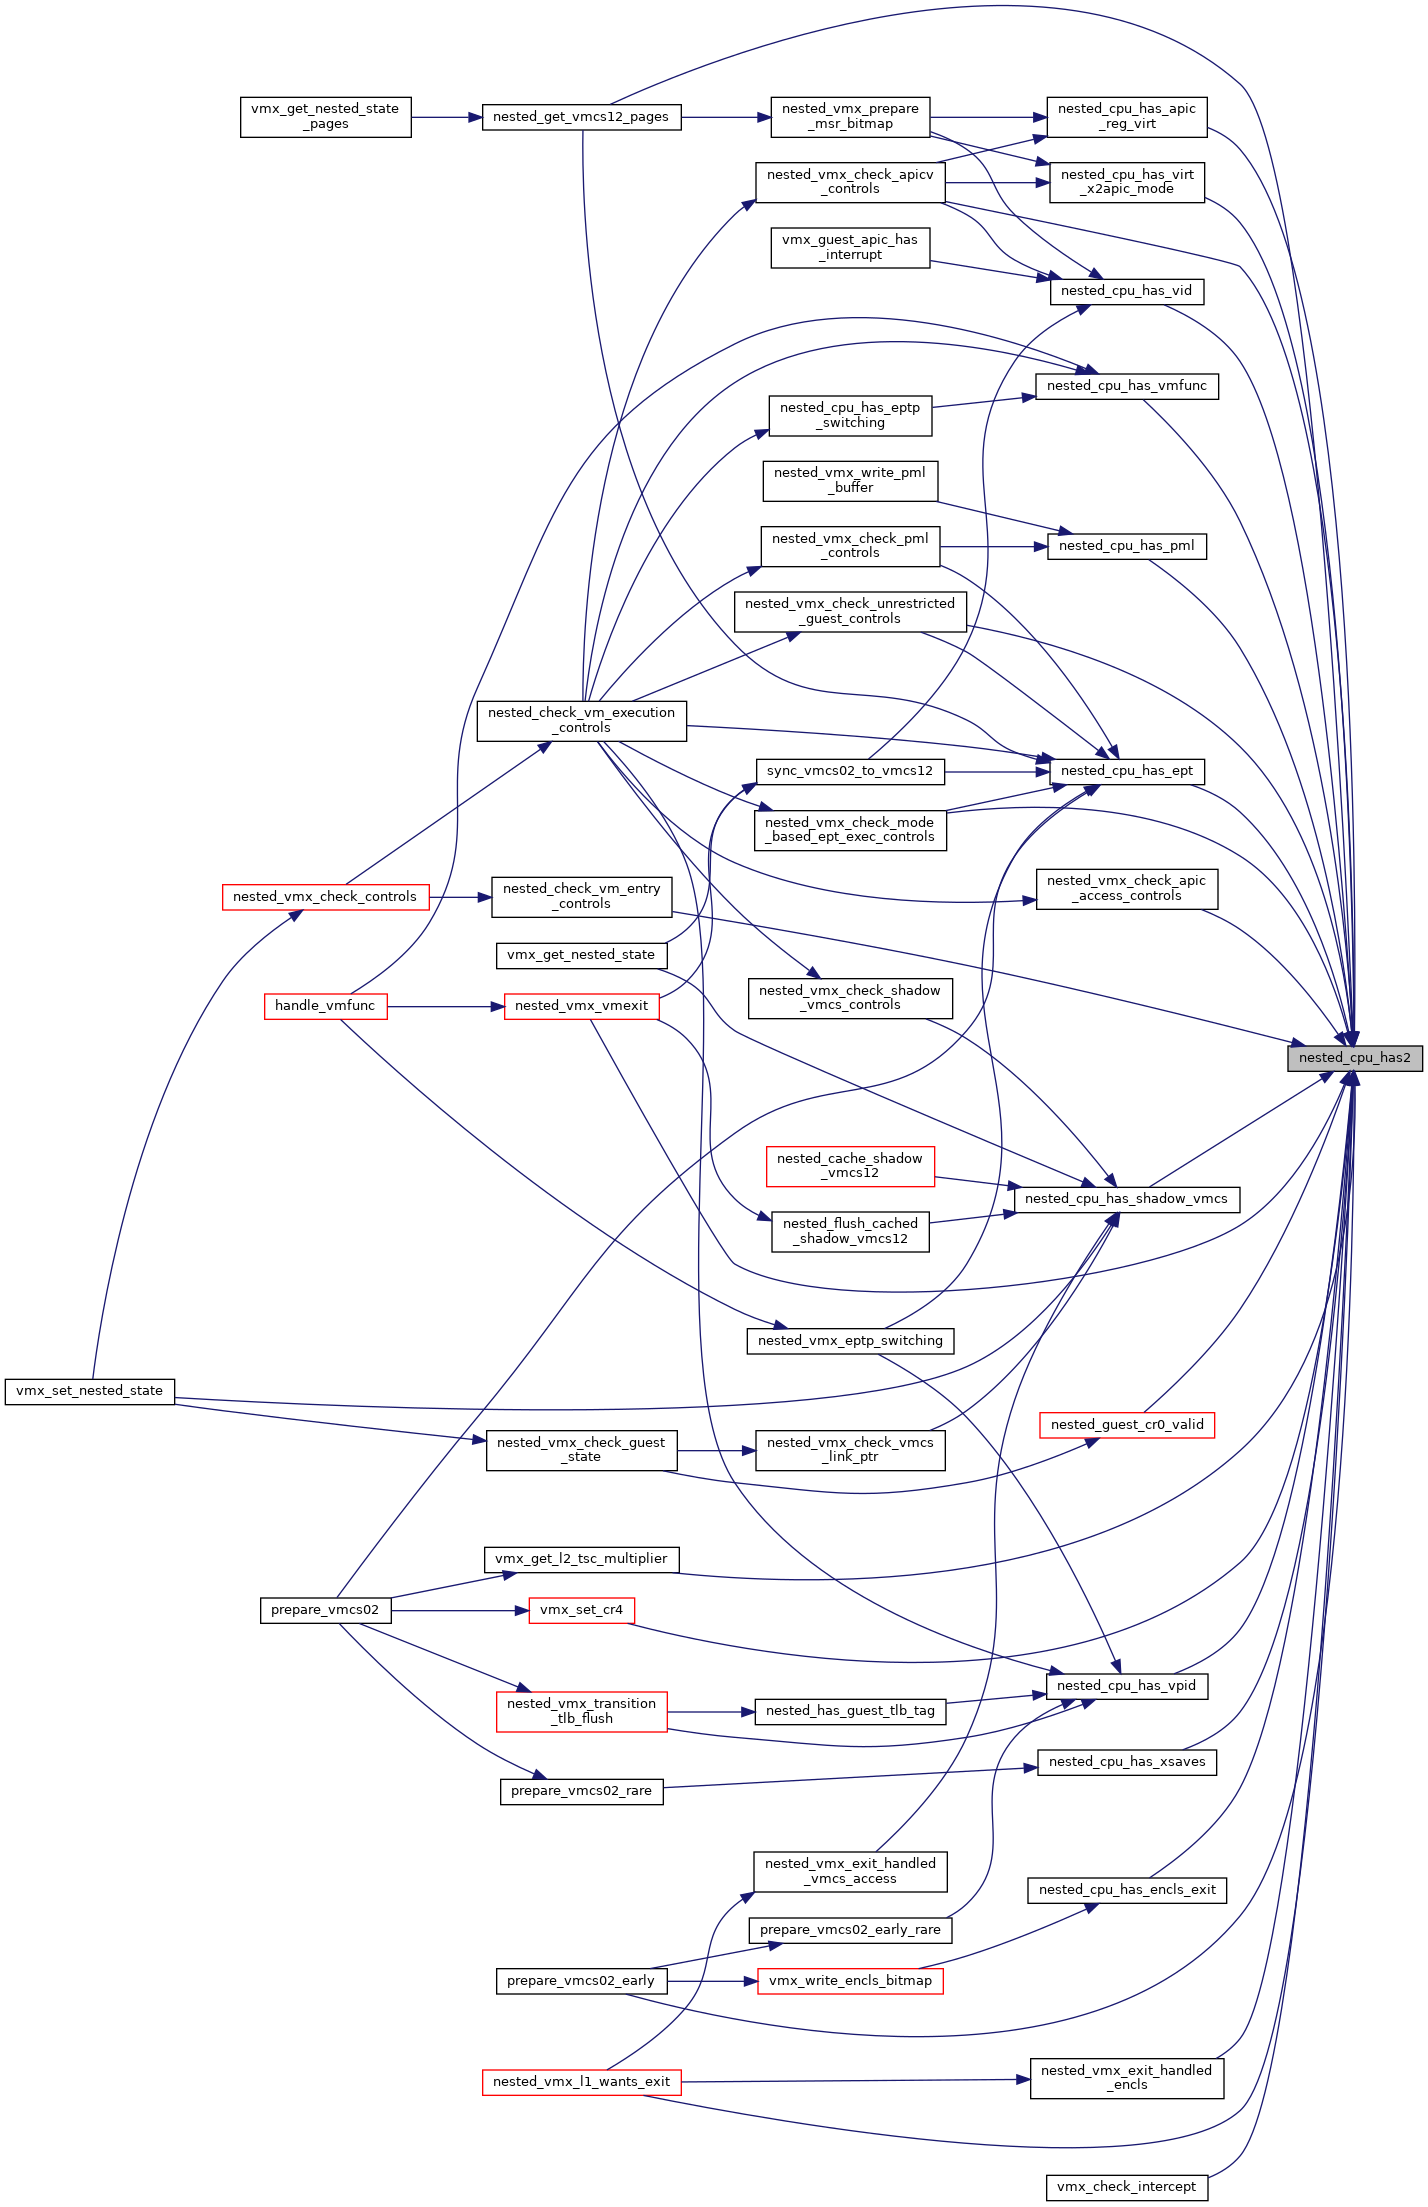 vmx_get_nested_state
_pages
nested_get_vmcs12_pages
nested_vmx_prepare
_msr_bitmap
nested_cpu_has_apic
_reg_virt
nested_vmx_check_apicv
_controls
nested_cpu_has_virt
_x2apic_mode
vmx_guest_apic_has
_interrupt
nested_cpu_has_vid
nested_cpu_has_vmfunc
nested_cpu_has_eptp
_switching
nested_vmx_write_pml
_buffer
nested_vmx_check_pml
_controls
nested_cpu_has_pml
nested_vmx_check_unrestricted
_guest_controls
nested_check_vm_execution
_controls
sync_vmcs02_to_vmcs12
nested_cpu_has_ept
nested_vmx_check_mode
_based_ept_exec_controls
nested_vmx_check_controls
nested_check_vm_entry
_controls
nested_vmx_check_apic
_access_controls
vmx_get_nested_state
handle_vmfunc
nested_vmx_vmexit
nested_vmx_check_shadow
_vmcs_controls
nested_cpu_has2
nested_cache_shadow
_vmcs12
nested_cpu_has_shadow_vmcs
nested_flush_cached
_shadow_vmcs12
nested_vmx_eptp_switching
vmx_set_nested_state
nested_guest_cr0_valid
nested_vmx_check_guest
_state
nested_vmx_check_vmcs
_link_ptr
vmx_get_l2_tsc_multiplier
prepare_vmcs02
vmx_set_cr4
nested_cpu_has_vpid
nested_vmx_transition
_tlb_flush
nested_has_guest_tlb_tag
nested_cpu_has_xsaves
prepare_vmcs02_rare
nested_vmx_exit_handled
_vmcs_access
nested_cpu_has_encls_exit
prepare_vmcs02_early_rare
prepare_vmcs02_early
vmx_write_encls_bitmap
nested_vmx_l1_wants_exit
nested_vmx_exit_handled
_encls
vmx_check_intercept